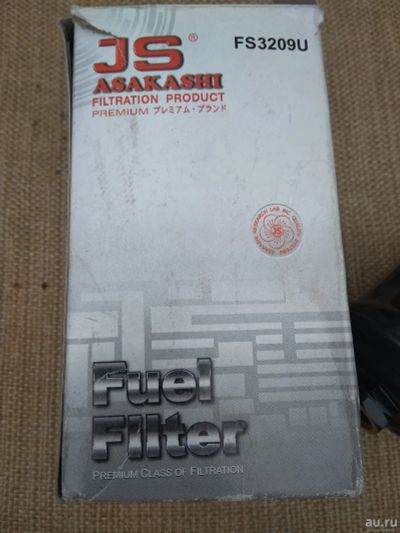 JS®
FS3209U
ASAKASHI
FILTRATION PRODUCT
PREMIUM プレミアム・ブランド
JS
Fuel
Filter
PREMIUM CLASS OF FILTRATION
au.ru